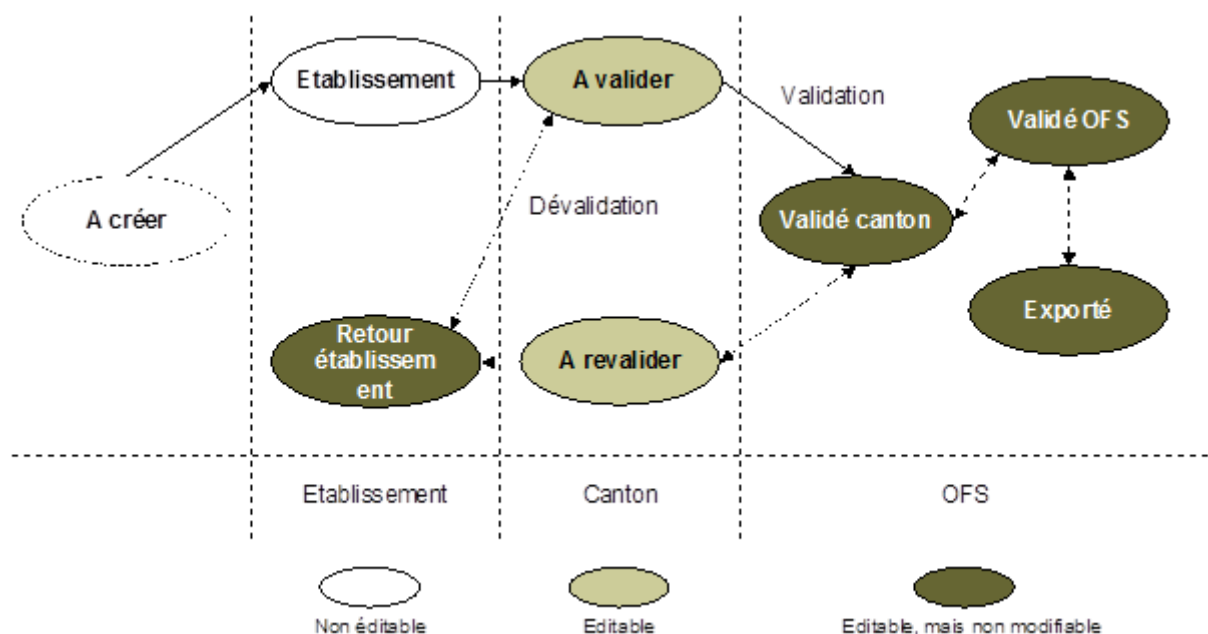 Etablissement
A valider
Validation
Validé OFS
A créer
Dévalidation
Validé canton
Retour
établissem
ent
A revalider
Exporté
Etablissement
Canton
OFS
Non éditable
Editable
Editable, mais non modifiable